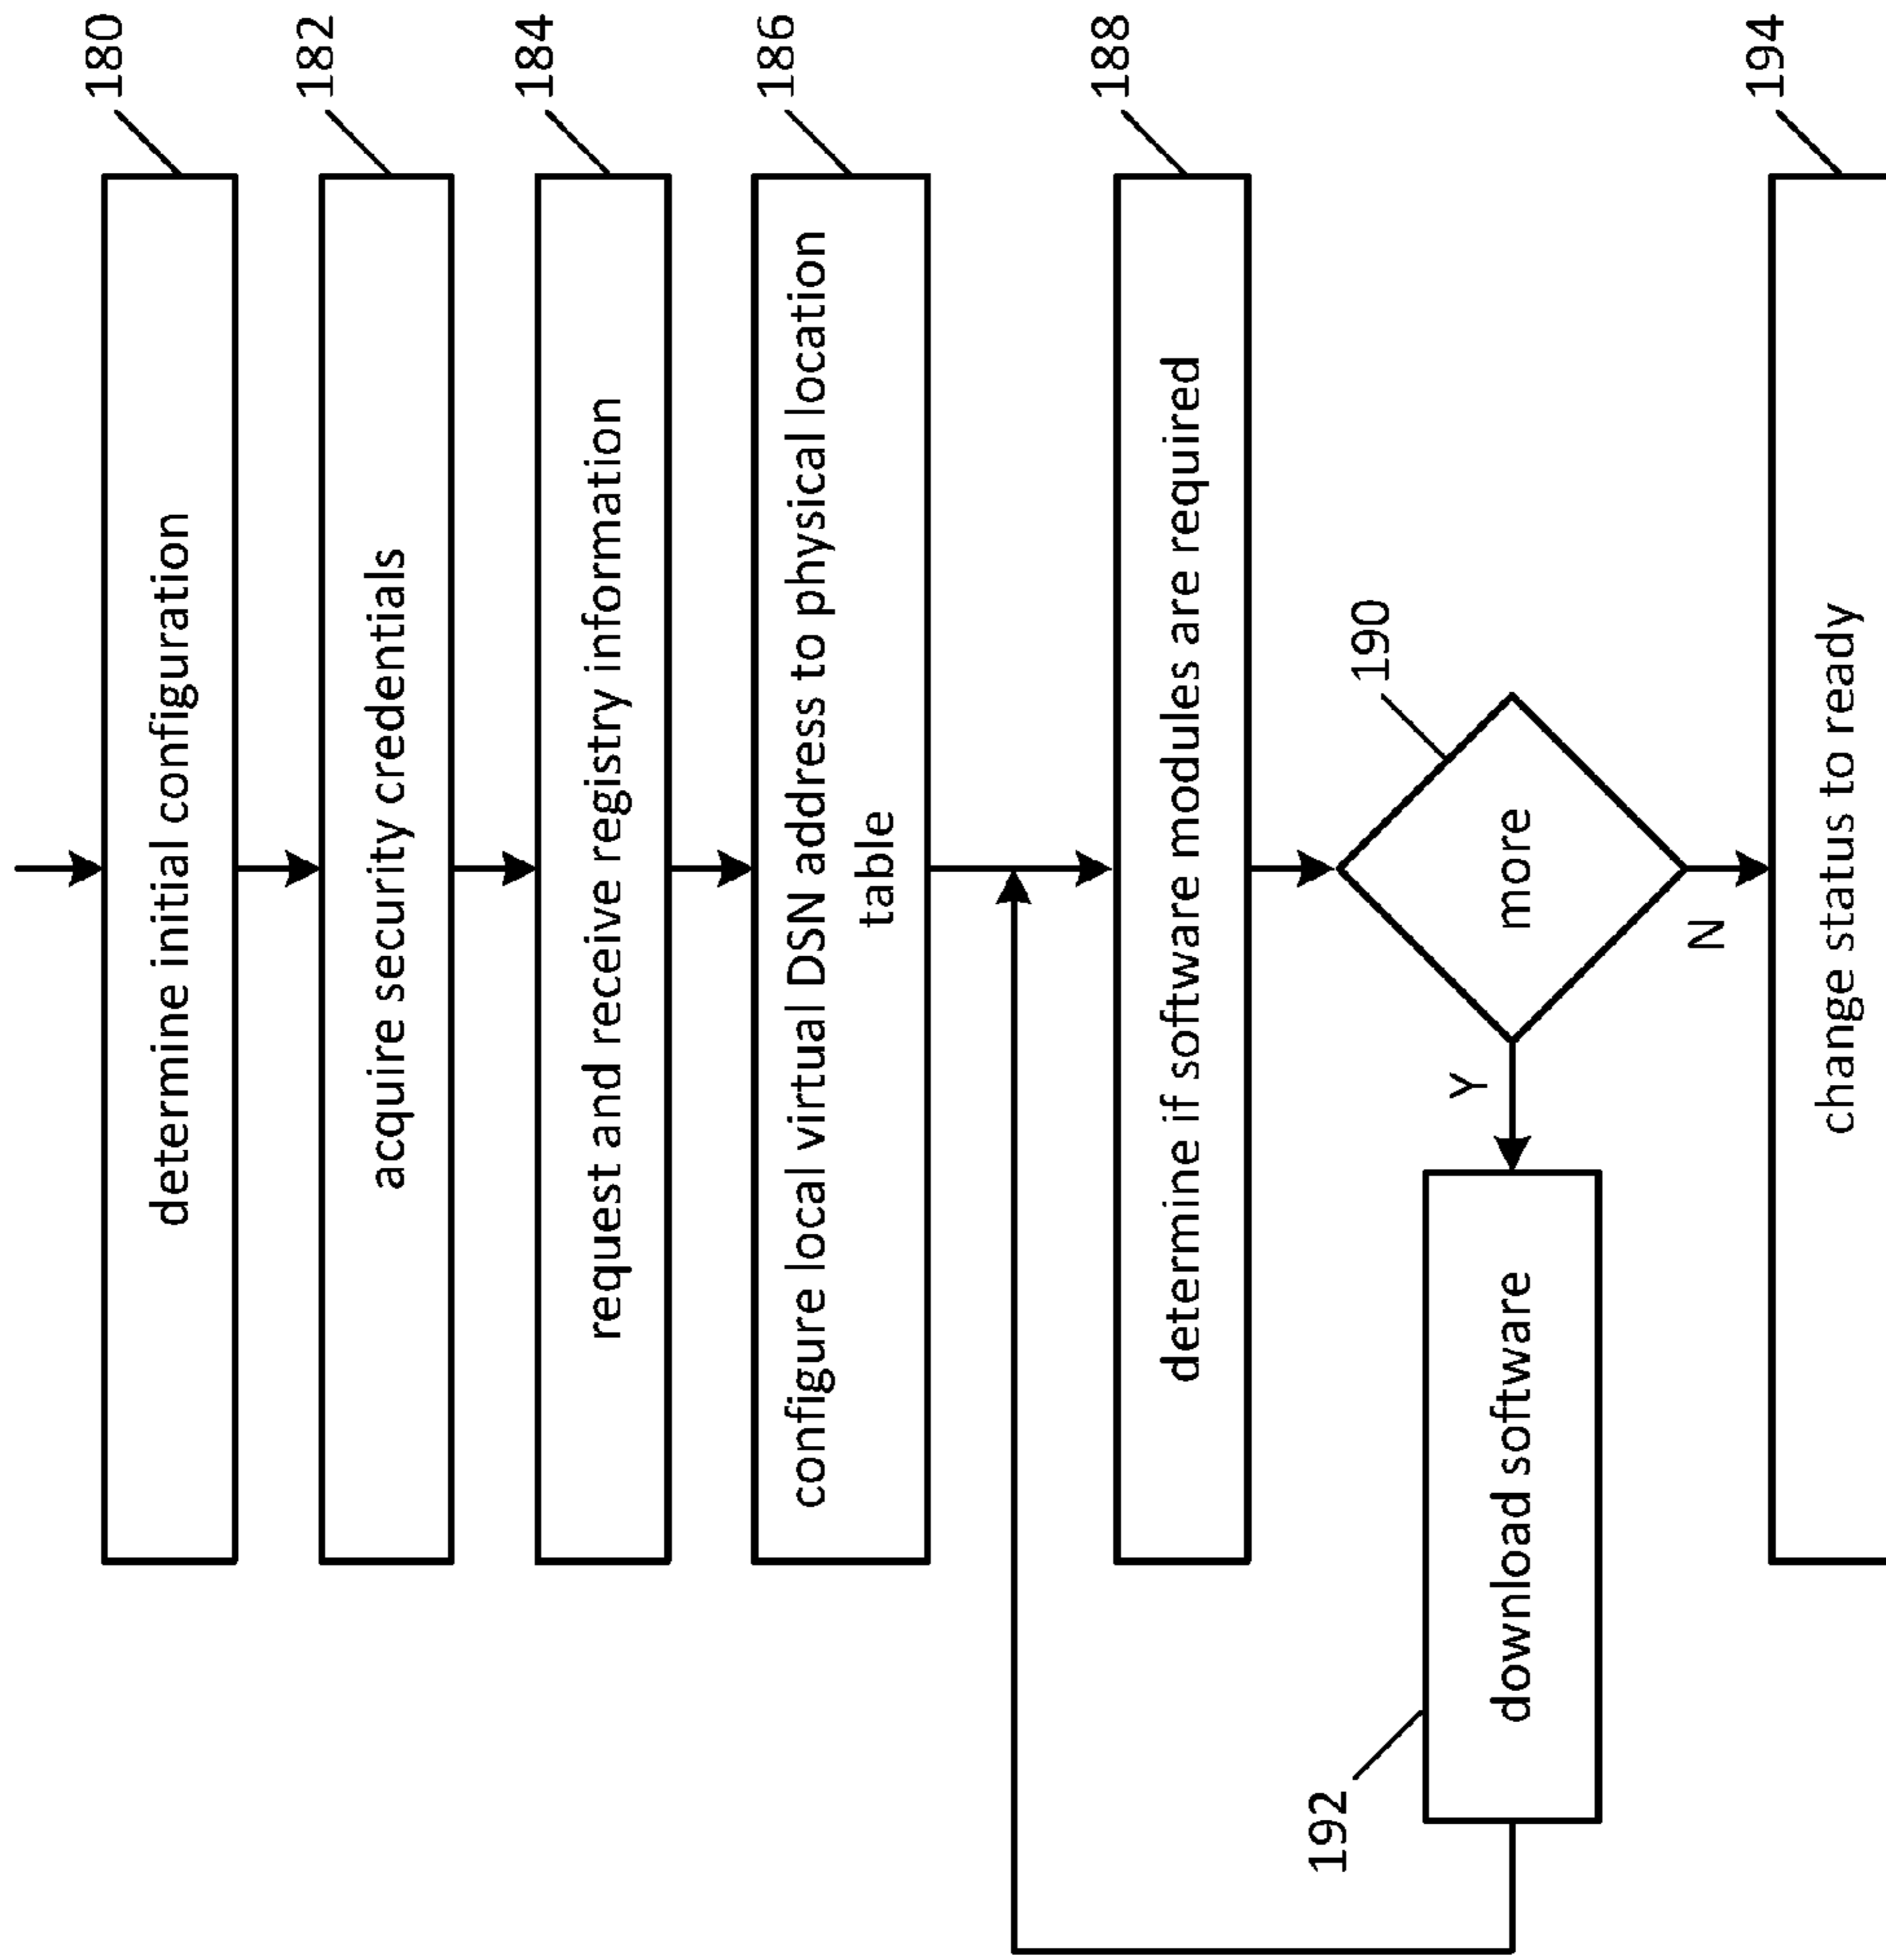 determine initial configuration
180
acquire security credentials
182
request and receive registry information
184
configure local virtual DSN address to physical location
table
186
determine if software modules are required
188
more
190
Y
N
download software
192
change status to ready
194